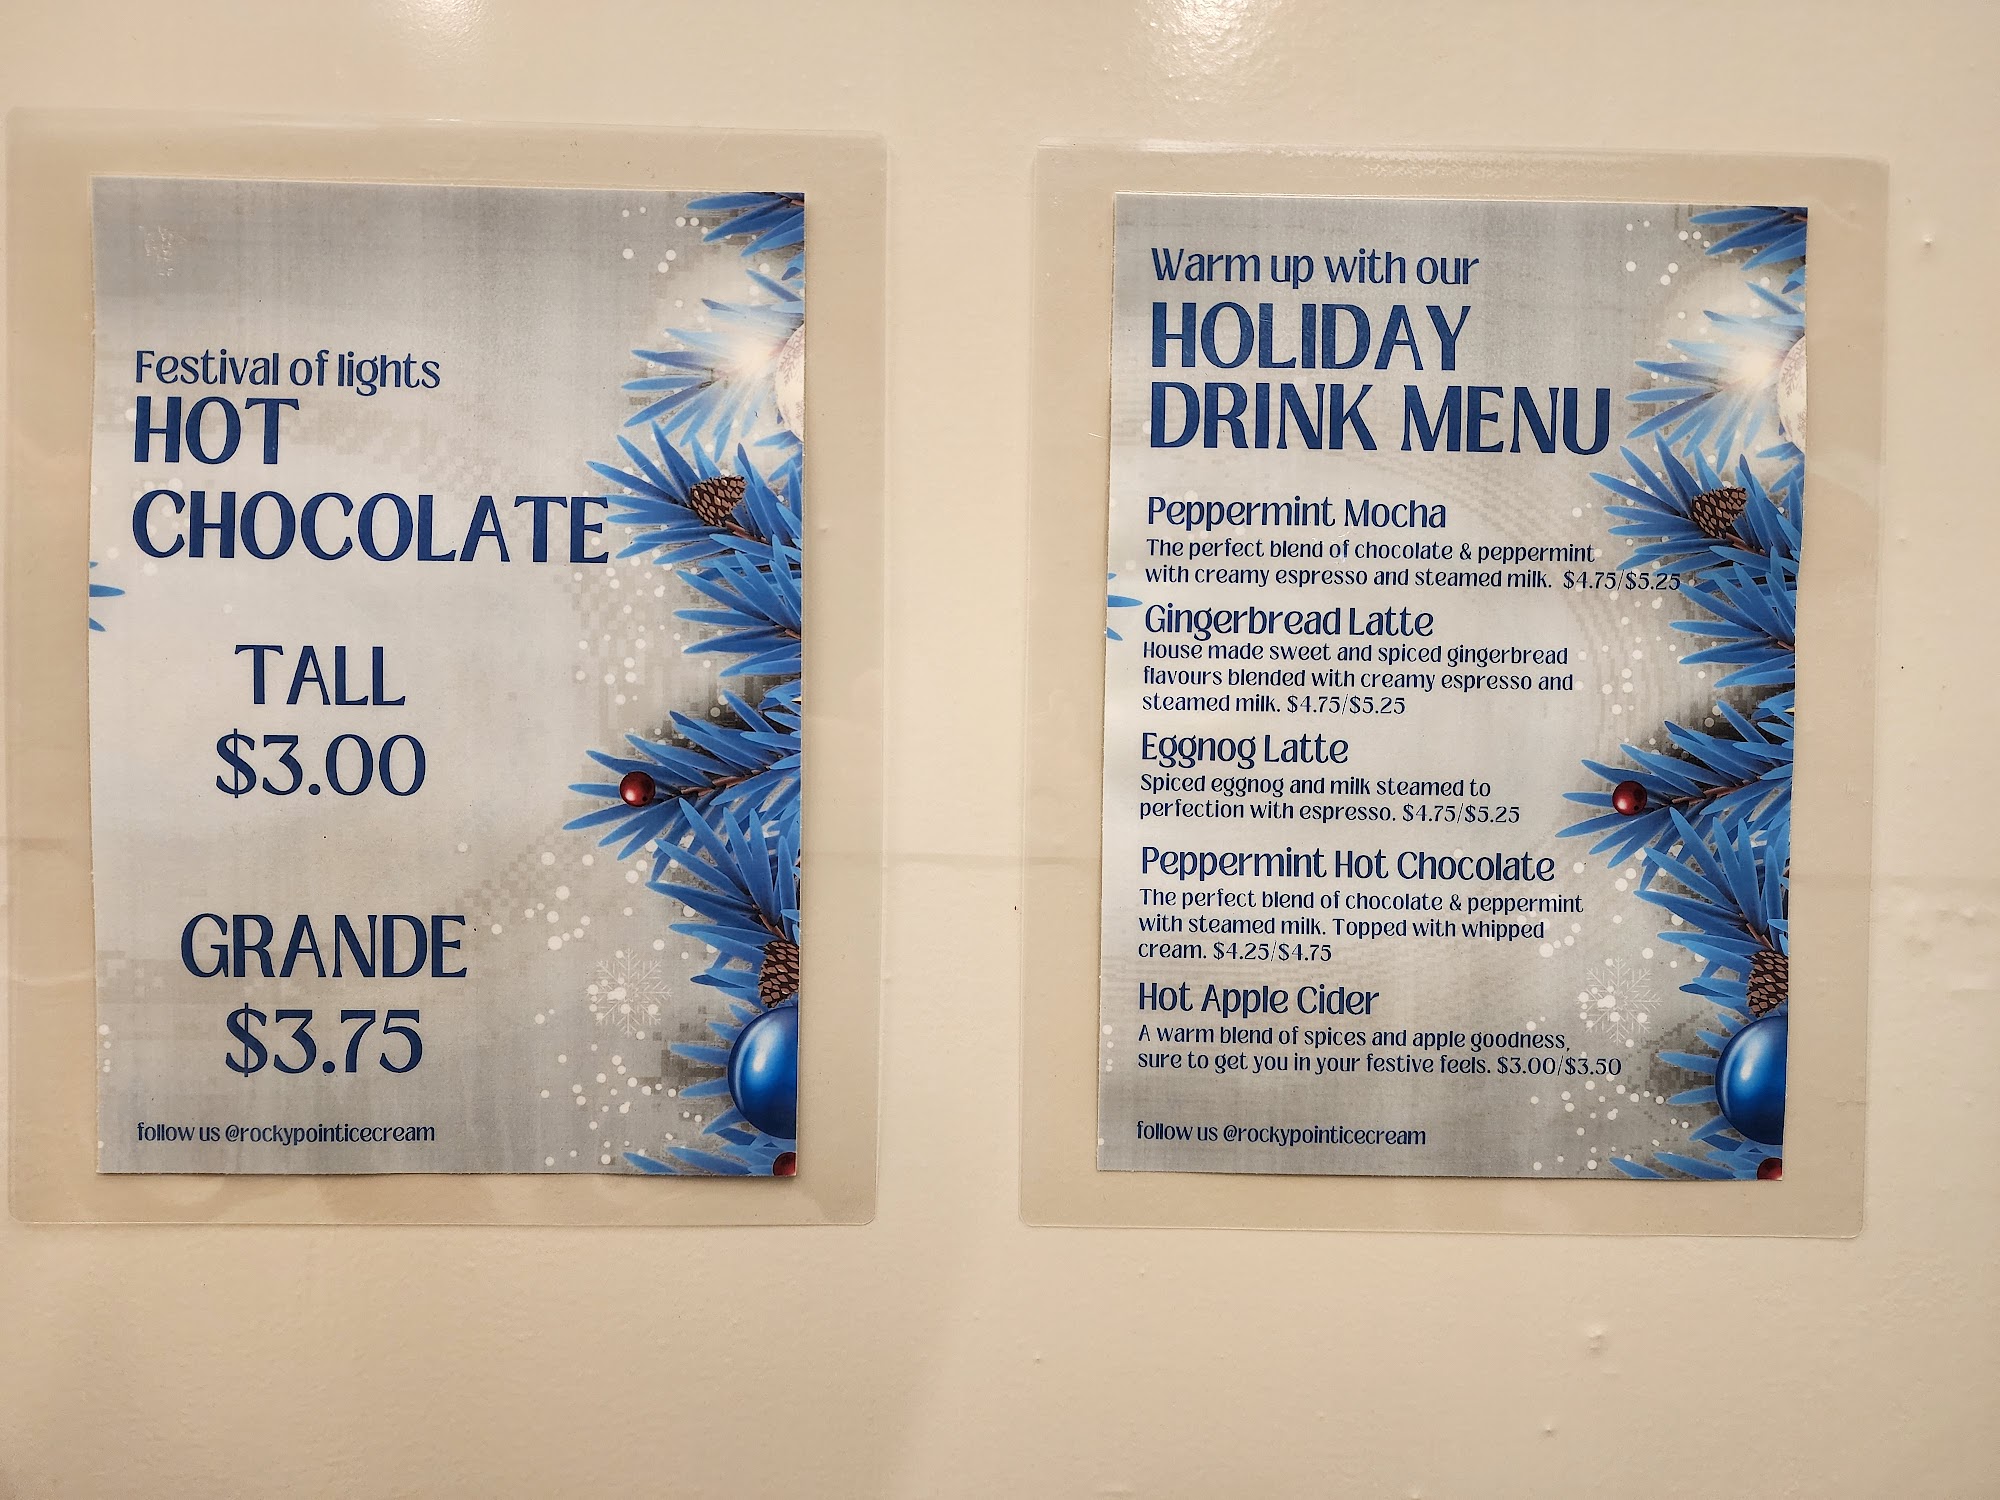 Festival of lights
HOT
CHOCOLATE
TALL
$3.00
GRANDE
$3.75
follow us @rockypointicecream
Warm up with our
HOLIDAY
DRINK MENU
Peppermint Mocha
The perfect blend of chocolate & peppermint
with creamy espresso and steamed milk. $4.75/$5.25
Gingerbread Latte
House made sweet and spiced gingerbread
flavours blended with creamy espresso and
steamed milk. $4.75/$5.25
Eggnog Latte
Spiced eggnog and milk steamed to
perfection with espresso. $4.75/$5.25
Peppermint Hot Chocolate
The perfect blend of chocolate & peppermint
with steamed milk. Topped with whipped
cream. $4.25/$4.75
Hot Apple Cider
A warm blend of spices and apple goodness,
sure to get you in your festive feels. $3.00/$3.50
follow us @rockypointicecream